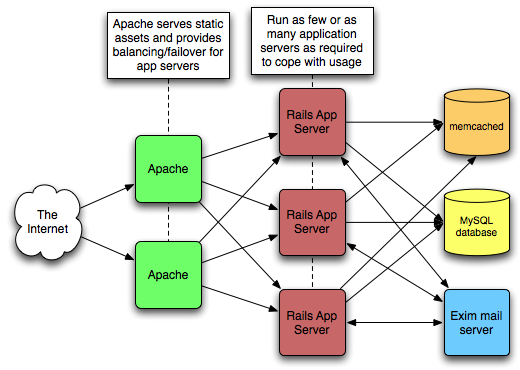 Apache serves static
assets and provides
balancing/failover for
app servers
Run as few or as
many application
servers as required
to cope with usage
Rails App
Server
memcached
Apache
The
Internet
Rails App
Server
MySQL
database
Apache
Rails App
Server
Exim mail
server